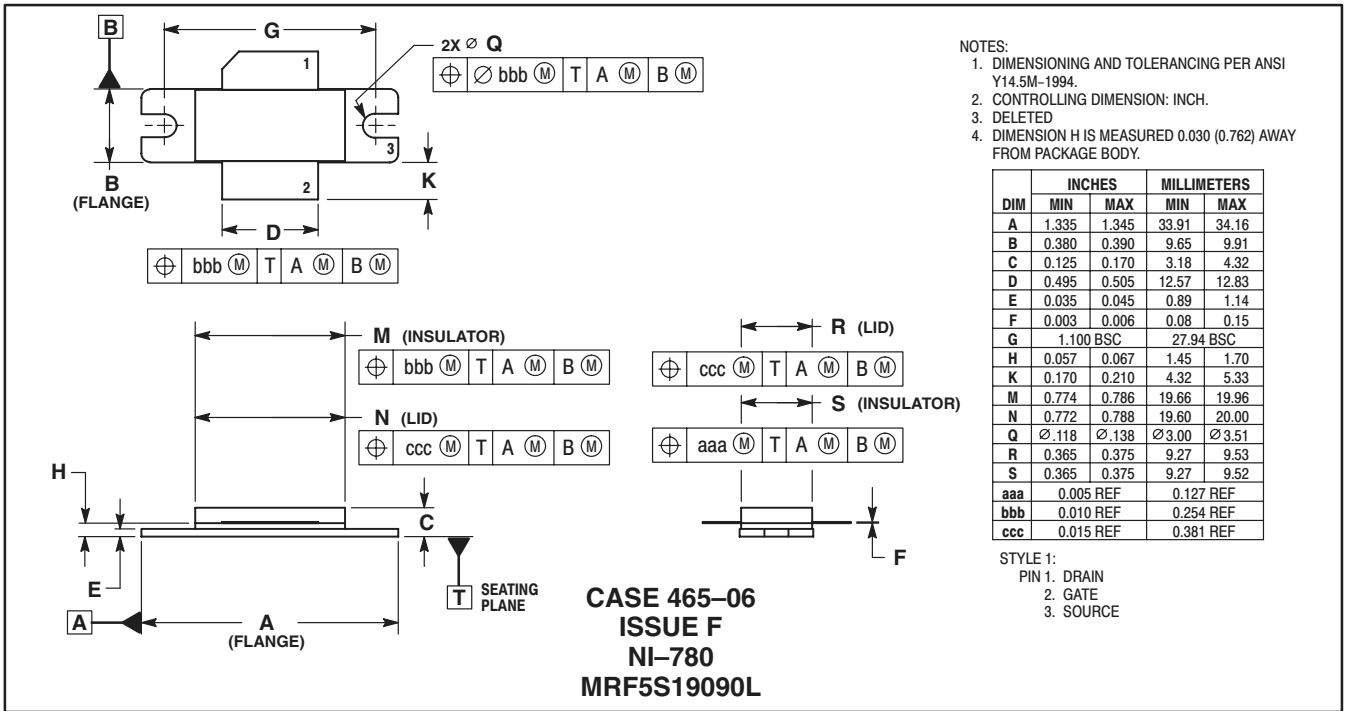 B
G
2X ∅ Q
⌖ ∅ bbb Ⓜ T A Ⓜ B Ⓜ
1
3
2
B
(FLANGE)
K
D
⌖ bbb Ⓜ T A Ⓜ B Ⓜ
M (INSULATOR)
⌖ bbb Ⓜ T A Ⓜ B Ⓜ
N (LID)
⌖ ccc Ⓜ T A Ⓜ B Ⓜ
R (LID)
⌖ ccc Ⓜ T A Ⓜ B Ⓜ
S (INSULATOR)
⌖ aaa Ⓜ T A Ⓜ B Ⓜ
H
C
E
F
T SEATING
PLANE
A
A
(FLANGE)
CASE 465–06
ISSUE F
NI–780
MRF5S19090L
NOTES:
1. DIMENSIONING AND TOLERANCING PER ANSI
Y14.5M–1994.
2. CONTROLLING DIMENSION: INCH.
3. DELETED
4. DIMENSION H IS MEASURED 0.030 (0.762) AWAY
FROM PACKAGE BODY.
INCHES MILLIMETERS
DIM MIN MAX MIN MAX
A 1.335 1.345 33.91 34.16
B 0.380 0.390 9.65 9.91
C 0.125 0.170 3.18 4.32
D 0.495 0.505 12.57 12.83
E 0.035 0.045 0.89 1.14
F 0.003 0.006 0.08 0.15
G 1.100 BSC 27.94 BSC
H 0.057 0.067 1.45 1.70
K 0.170 0.210 4.32 5.33
M 0.774 0.786 19.66 19.96
N 0.772 0.788 19.60 20.00
Q ∅.118 ∅.138 ∅3.00 ∅3.51
R 0.365 0.375 9.27 9.53
S 0.365 0.375 9.27 9.52
aaa 0.005 REF 0.127 REF
bbb 0.010 REF 0.254 REF
ccc 0.015 REF 0.381 REF
STYLE 1:
PIN 1. DRAIN
2. GATE
3. SOURCE